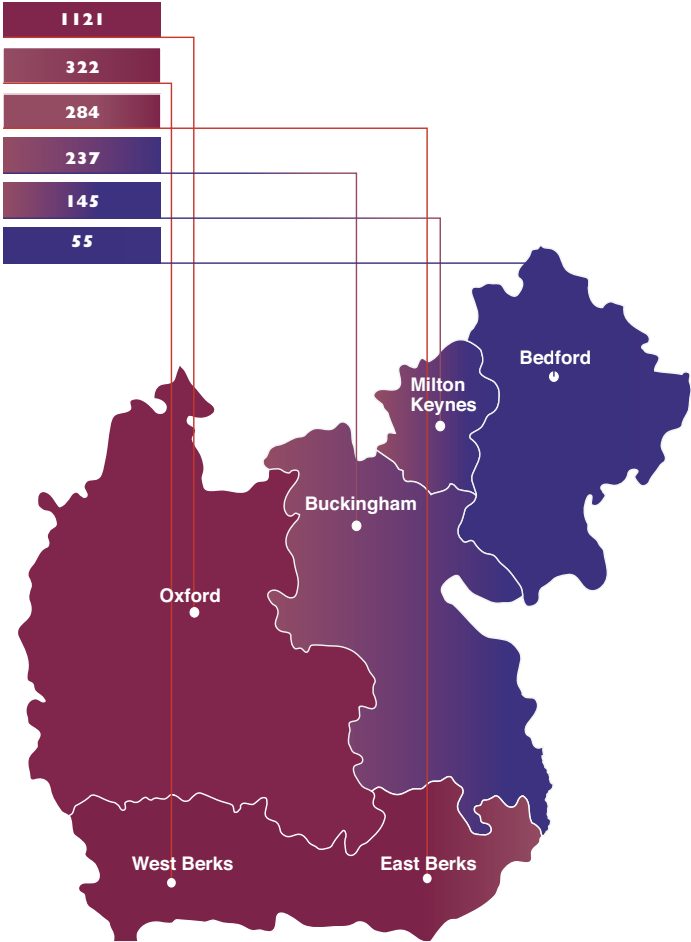 1121
322
284
237
145
55
Bedford
Milton
Keynes
Buckingham
Oxford
West Berks
East Berks